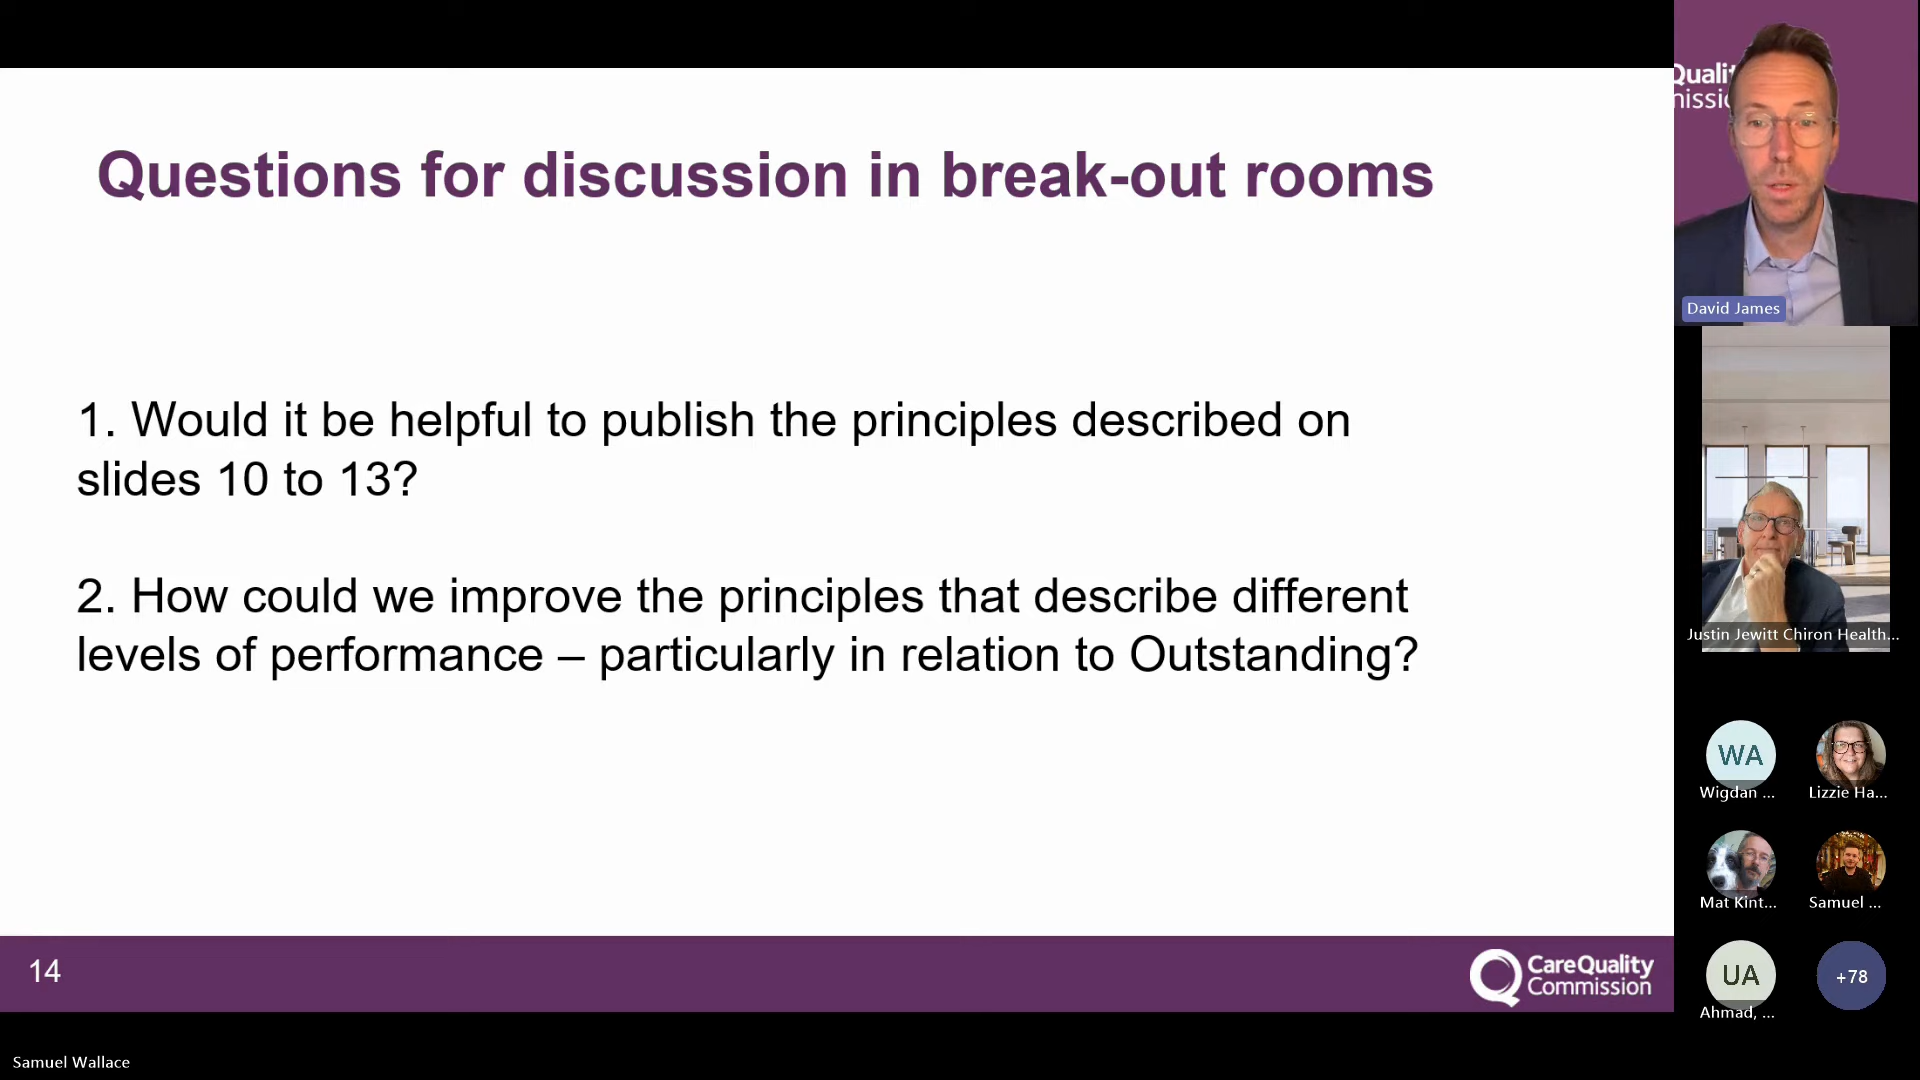 Questions for discussion in break-out rooms
1. Would it be helpful to publish the principles described on
slides 10 to 13?
2. How could we improve the principles that describe different
levels of performance – particularly in relation to Outstanding?
14
CareQuality
Commission
Samuel Wallace
Qualit
nissio
David James
Justin Jewitt Chiron Health...
WA
Wigdan ...
Lizzie Ha...
Mat Kint...
Samuel ...
UA
Ahmad, ...
+78